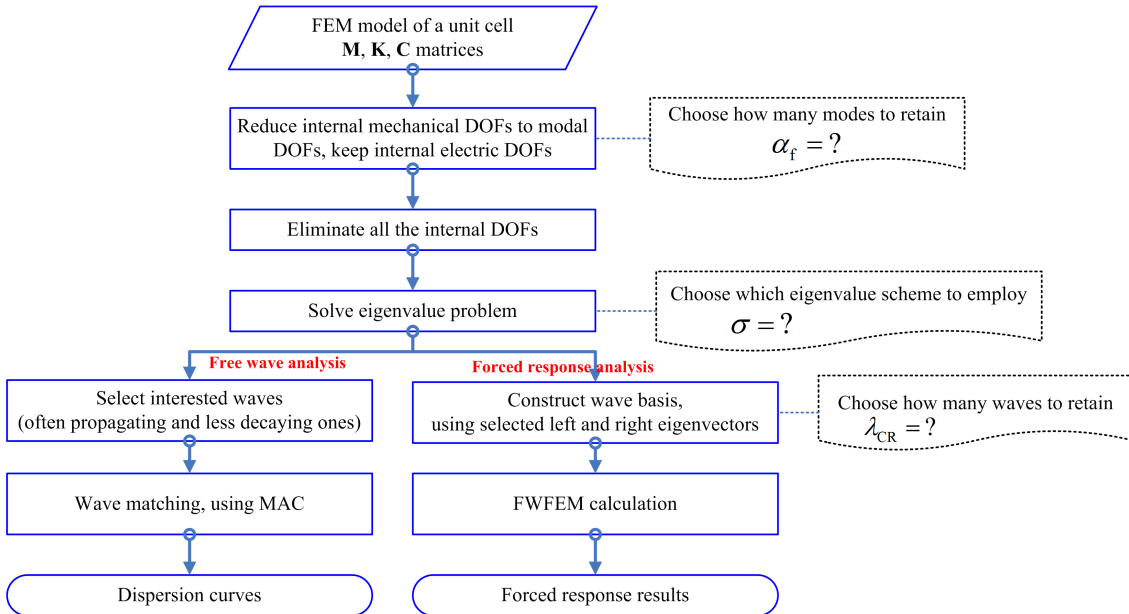 FEM model of a unit cell
M, K, C matrices
Reduce internal mechanical DOFs to modal
DOFs, keep internal electric DOFs
Choose how many modes to retain
α_f = ?
Eliminate all the internal DOFs
Solve eigenvalue problem
Choose which eigenvalue scheme to employ
σ = ?
Free wave analysis
Forced response analysis
Select interested waves
(often propagating and less decaying ones)
Construct wave basis,
using selected left and right eigenvectors
Choose how many waves to retain
λ_CR = ?
Wave matching, using MAC
FWFEM calculation
Dispersion curves
Forced response results